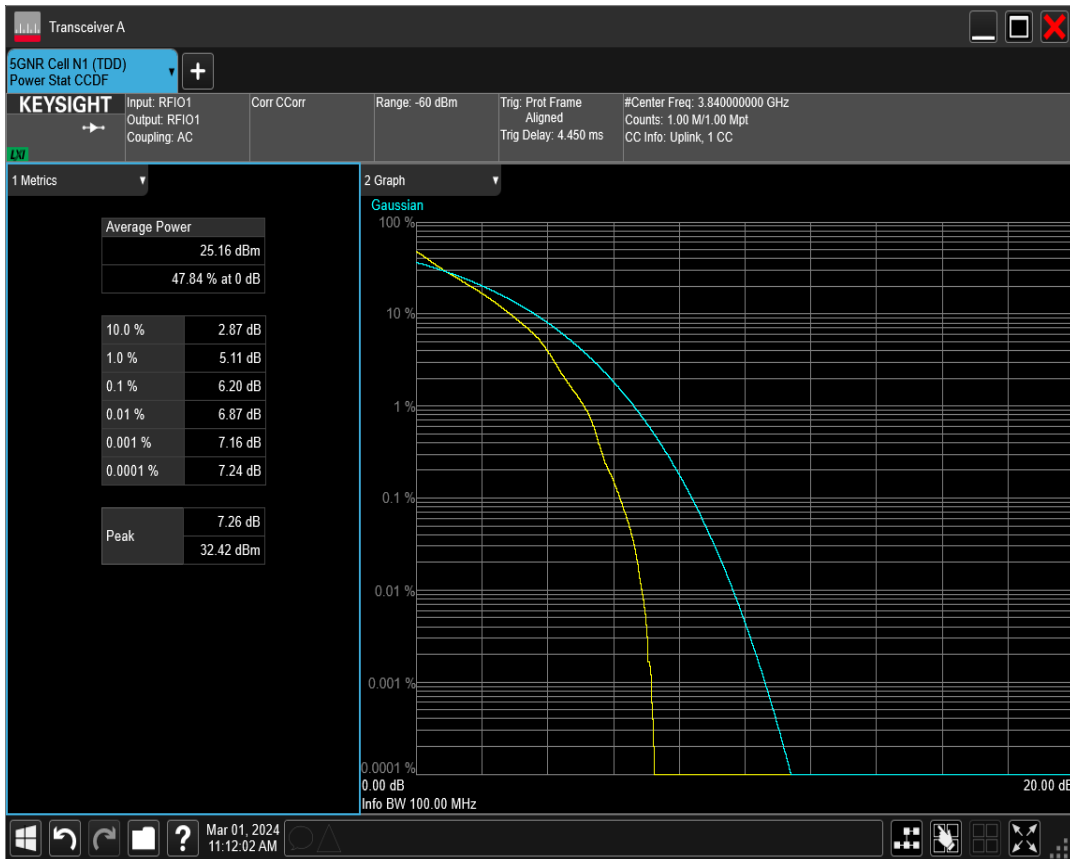 Transceiver A
5GNR Cell N1 (TDD)
Power Stat CCDF
+
KEYSIGHT
LXI
Input: RFIO1
Output: RFIO1
Coupling: AC
Corr CCorr
Range: -60 dBm
Trig: Prot Frame
Aligned
Trig Delay: 4.450 ms
#Center Freq: 3.840000000 GHz
Counts: 1.00 M/1.00 Mpt
CC Info: Uplink, 1 CC
1 Metrics
Average Power
25.16 dBm
47.84 % at 0 dB
10.0 % 2.87 dB
1.0 % 5.11 dB
0.1 % 6.20 dB
0.01 % 6.87 dB
0.001 % 7.16 dB
0.0001 % 7.24 dB
Peak
7.26 dB
32.42 dBm
2 Graph
Gaussian
100 %
10 %
1 %
0.1 %
0.01 %
0.001 %
0.0001 %
0.00 dB 20.00 dB
Info BW 100.00 MHz
?
Mar 01, 2024
11:12:02 AM